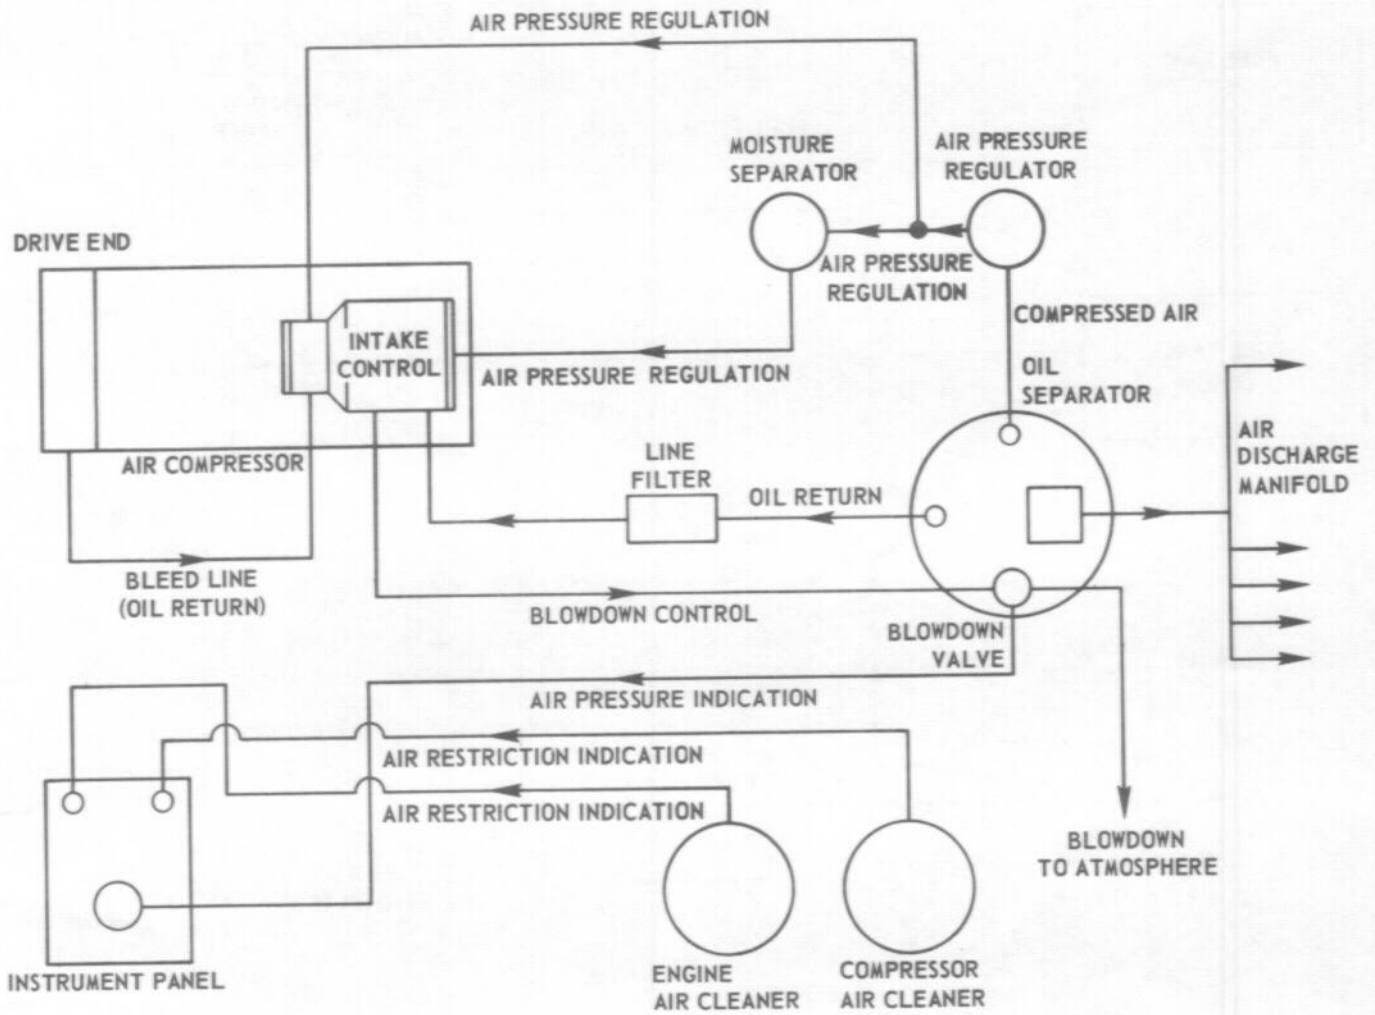 AIR PRESSURE REGULATION
MOISTURE
SEPARATOR
AIR PRESSURE
REGULATOR
DRIVE END
AIR PRESSURE
REGULATION
COMPRESSED AIR
INTAKE
CONTROL
AIR PRESSURE REGULATION
OIL
SEPARATOR
AIR COMPRESSOR
LINE
FILTER
OIL RETURN
AIR
DISCHARGE
MANIFOLD
BLEED LINE
(OIL RETURN)
BLOWDOWN CONTROL
BLOWDOWN
VALVE
AIR PRESSURE INDICATION
AIR RESTRICTION INDICATION
AIR RESTRICTION INDICATION
BLOWDOWN
TO ATMOSPHERE
INSTRUMENT PANEL
ENGINE
AIR CLEANER
COMPRESSOR
AIR CLEANER